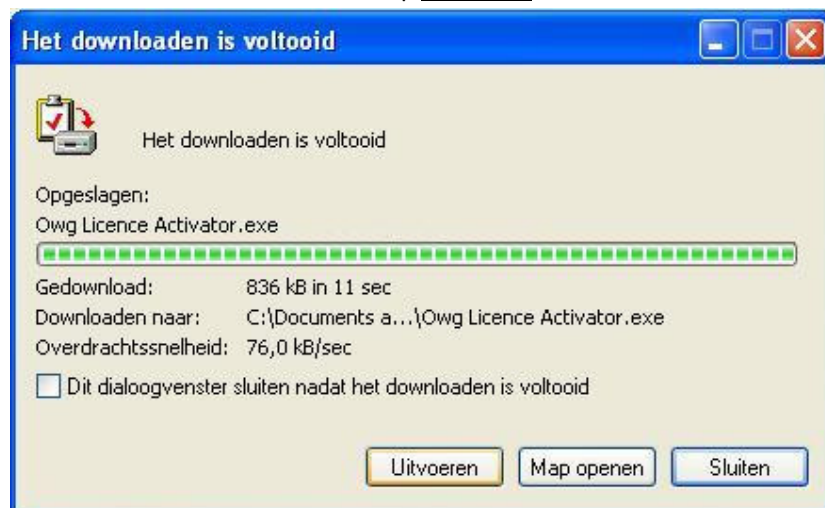 Het downloaden is voltooid
Het downloaden is voltooid
Opgeslagen:
Owg Licence Activator.exe
Gedownload: 836 kB in 11 sec
Downloaden naar: C:\Documents a...\Owg Licence Activator.exe
Overdrachtssnelheid: 76,0 kB/sec
Dit dialoogvenster sluiten nadat het downloaden is voltooid
Uitvoeren Map openen Sluiten